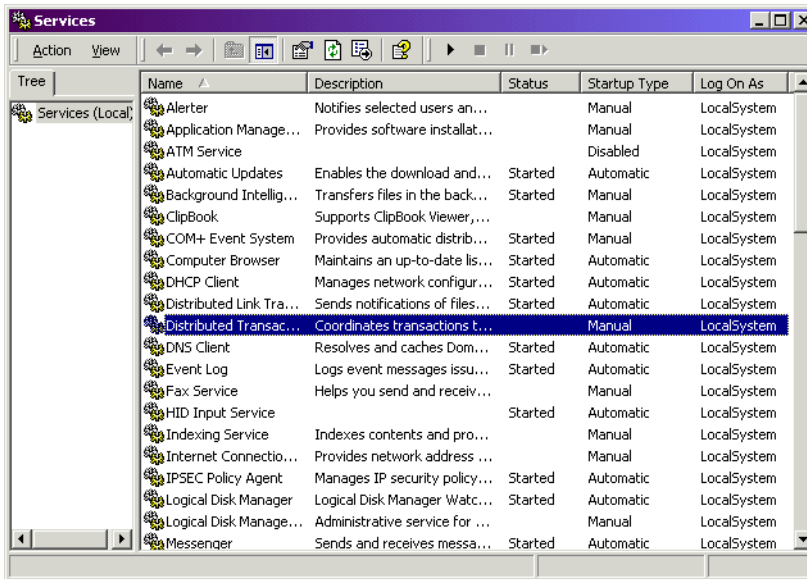 Services
Action View
Tree
Services (Local)
Name Description Status Startup Type Log On As
Alerter Notifies selected users an... Manual LocalSystem
Application Manage... Provides software installat... Manual LocalSystem
ATM Service Disabled LocalSystem
Automatic Updates Enables the download and... Started Automatic LocalSystem
Background Intellig... Transfers files in the back... Started Manual LocalSystem
ClipBook Supports ClipBook Viewer,... Manual LocalSystem
COM+ Event System Provides automatic distrib... Started Manual LocalSystem
Computer Browser Maintains an up-to-date lis... Started Automatic LocalSystem
DHCP Client Manages network configur... Started Automatic LocalSystem
Distributed Link Tra... Sends notifications of files... Started Automatic LocalSystem
Distributed Transac... Coordinates transactions t... Manual LocalSystem
DNS Client Resolves and caches Dom... Started Automatic LocalSystem
Event Log Logs event messages issu... Started Automatic LocalSystem
Fax Service Helps you send and receiv... Manual LocalSystem
HID Input Service Started Automatic LocalSystem
Indexing Service Indexes contents and pro... Manual LocalSystem
Internet Connectio... Provides network address ... Manual LocalSystem
IPSEC Policy Agent Manages IP security policy... Started Automatic LocalSystem
Logical Disk Manager Logical Disk Manager Watc... Started Automatic LocalSystem
Logical Disk Manage... Administrative service for ... Manual LocalSystem
Messenger Sends and receives messa... Started Automatic LocalSystem